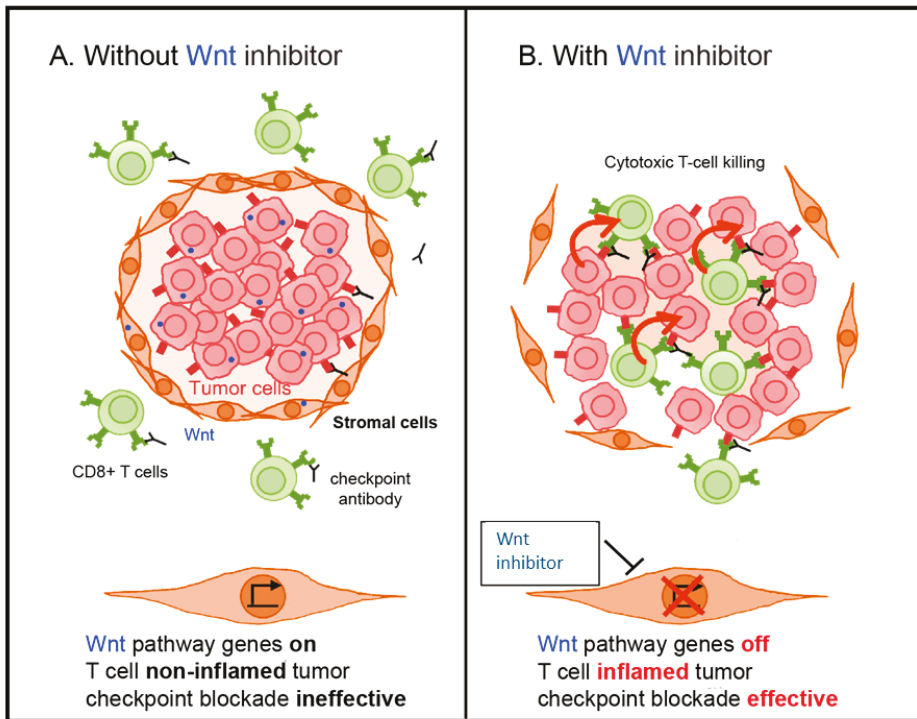 A. Without Wnt inhibitor
Tumor cells
Wnt
Stromal cells
CD8+ T cells
checkpoint
antibody
Wnt pathway genes on
T cell non-inflamed tumor
checkpoint blockade ineffective
B. With Wnt inhibitor
Cytotoxic T-cell killing
Wnt
inhibitor
Wnt pathway genes off
T cell inflamed tumor
checkpoint blockade effective